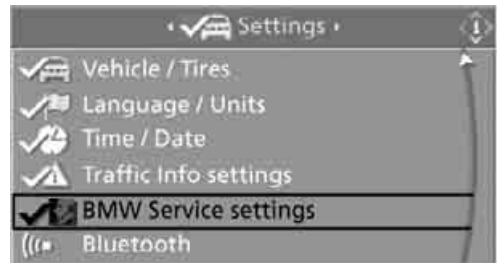 Settings
i
Vehicle / Tires
Language / Units
Time / Date
Traffic Info settings
BMW Service settings
Bluetooth